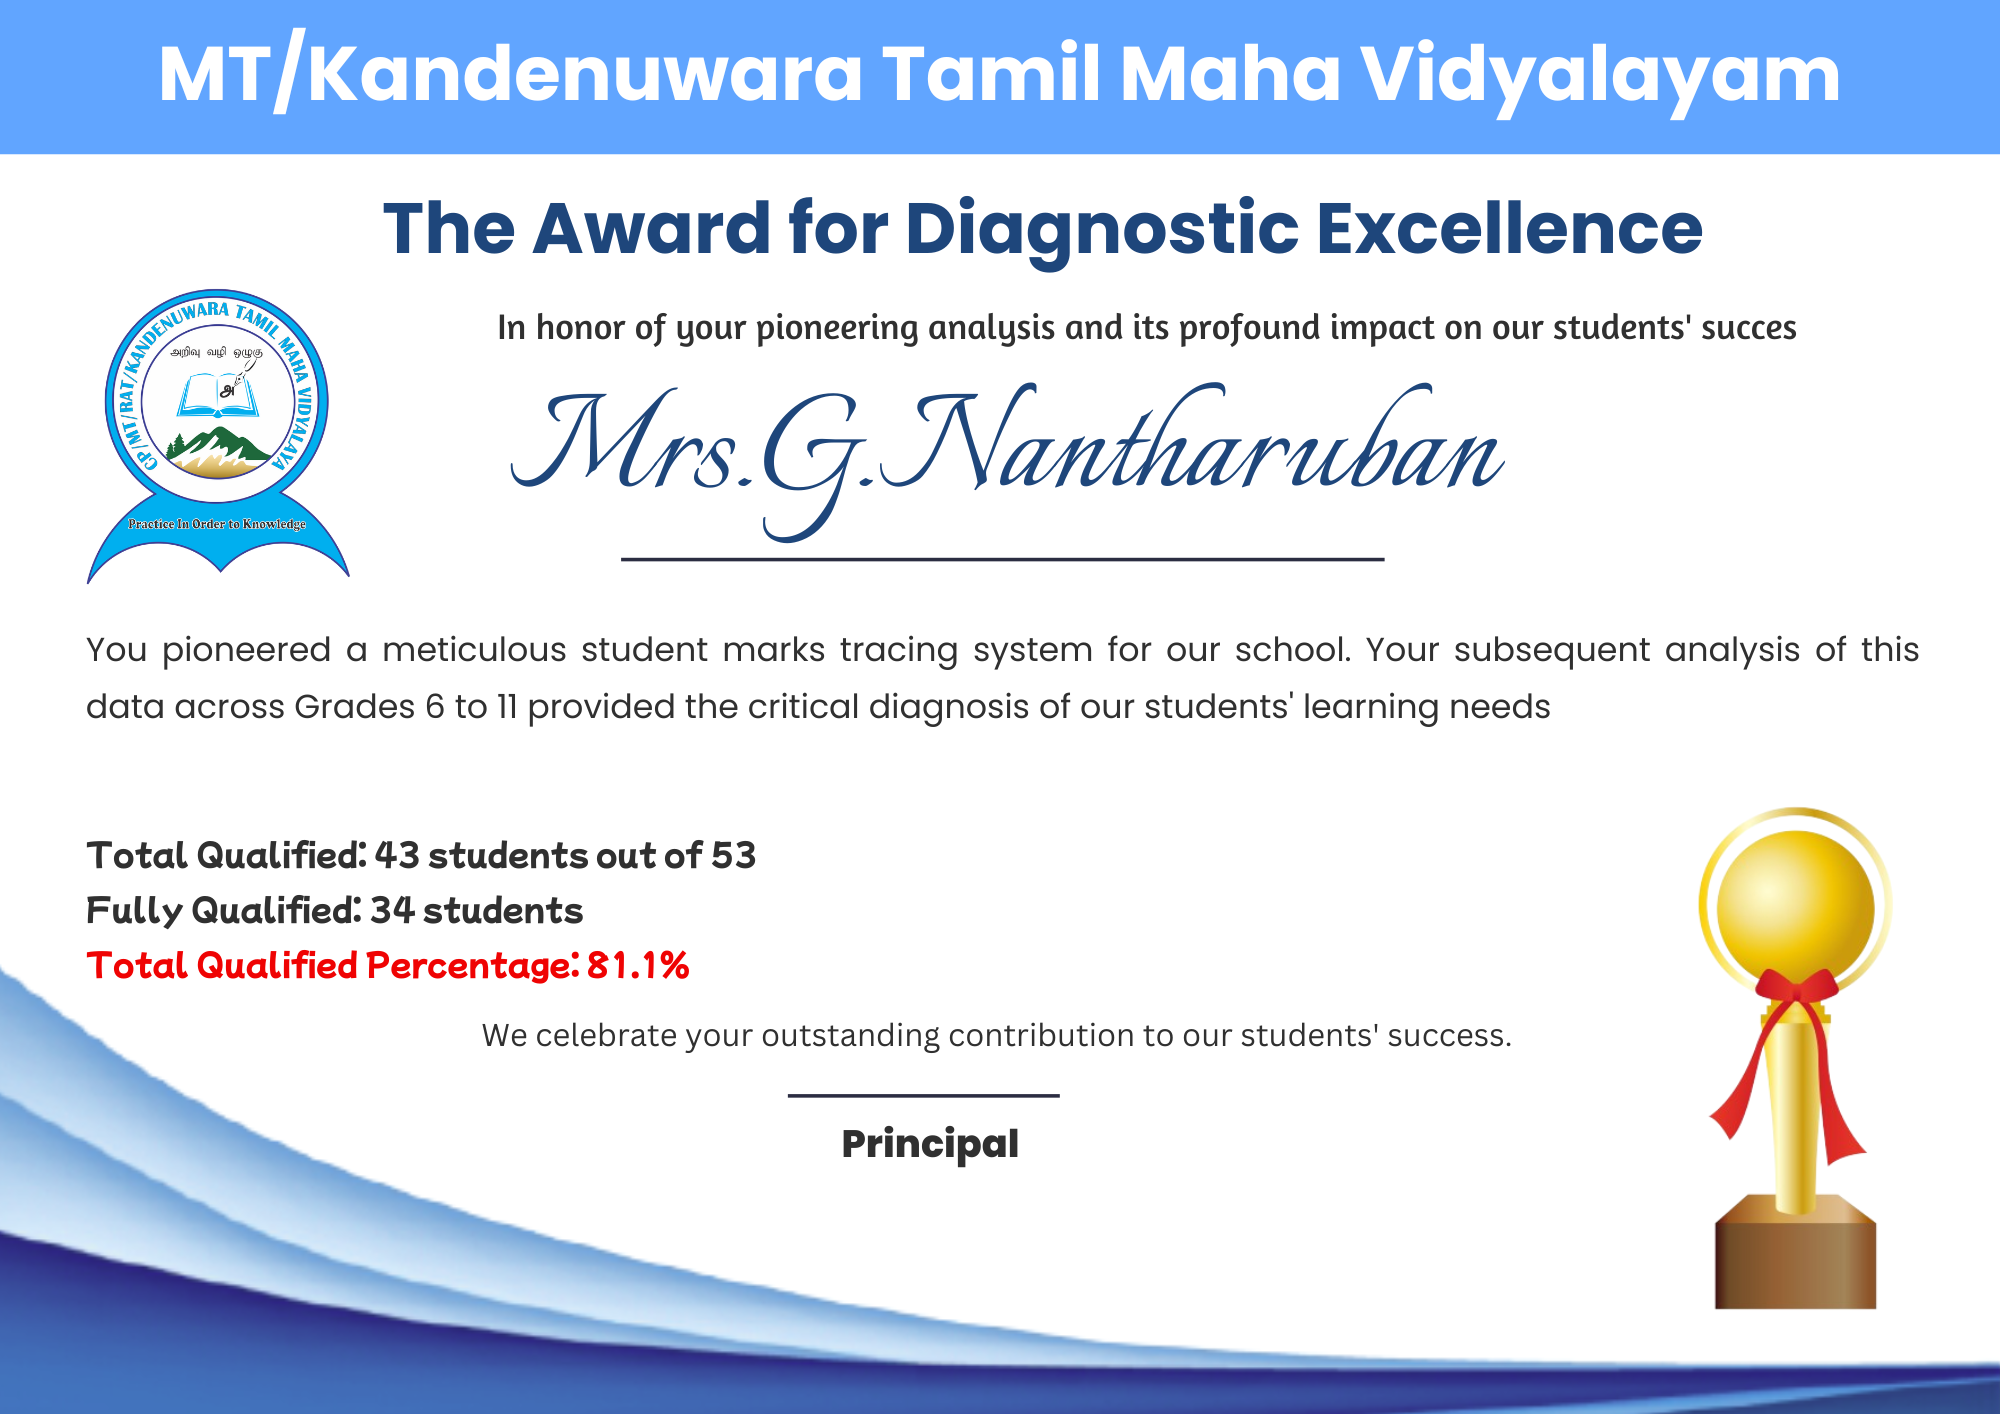 MT/Kandenuwara Tamil Maha Vidyalayam
The Award for Diagnostic Excellence
CP/MT/RAT/KANDENUWARA TAMIL MAHA VIDYALAYA
அறிவு வழி ஒழுகு
அ
Practice In Order to Knowledge
In honor of your pioneering analysis and its profound impact on our students' succes
Mrs.G.Nantharuban
You pioneered a meticulous student marks tracing system for our school. Your subsequent analysis of this
data across Grades 6 to 11 provided the critical diagnosis of our students' learning needs
Total Qualified: 43 students out of 53
Fully Qualified: 34 students
Total Qualified Percentage: 81.1%
We celebrate your outstanding contribution to our students' success.
Principal